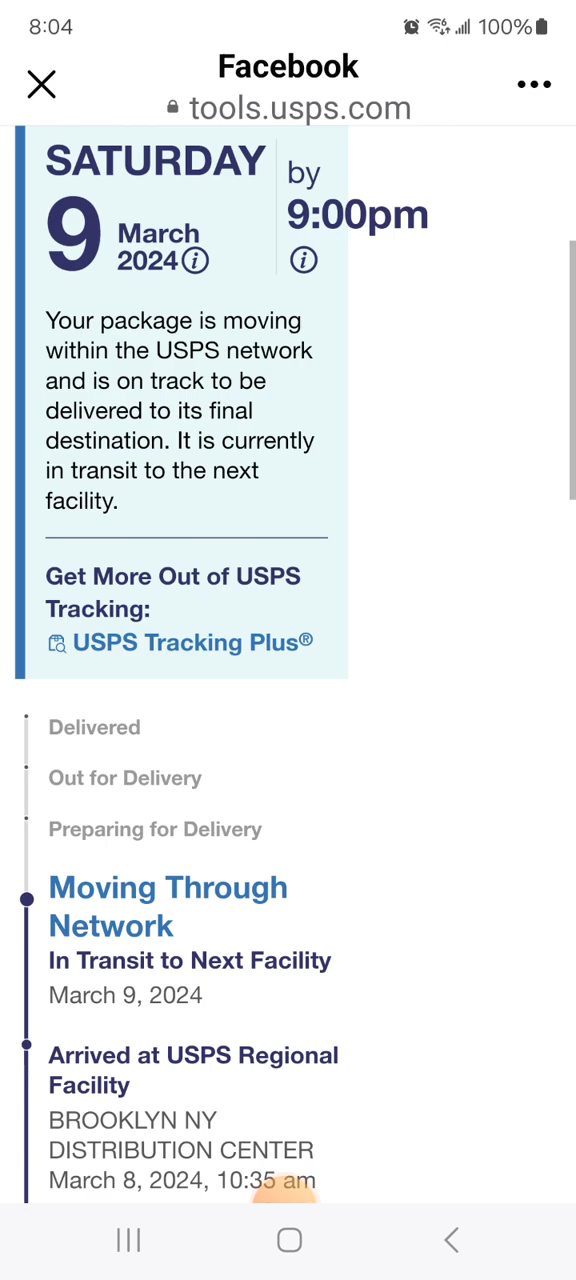 8:04 100%
Facebook
tools.usps.com
SATURDAY
9 March
2024
by
9:00pm
Your package is moving
within the USPS network
and is on track to be
delivered to its final
destination. It is currently
in transit to the next
facility.
Get More Out of USPS
Tracking:
USPS Tracking Plus®
Delivered
Out for Delivery
Preparing for Delivery
Moving Through
Network
In Transit to Next Facility
March 9, 2024
Arrived at USPS Regional
Facility
BROOKLYN NY
DISTRIBUTION CENTER
March 8, 2024, 10:35 am